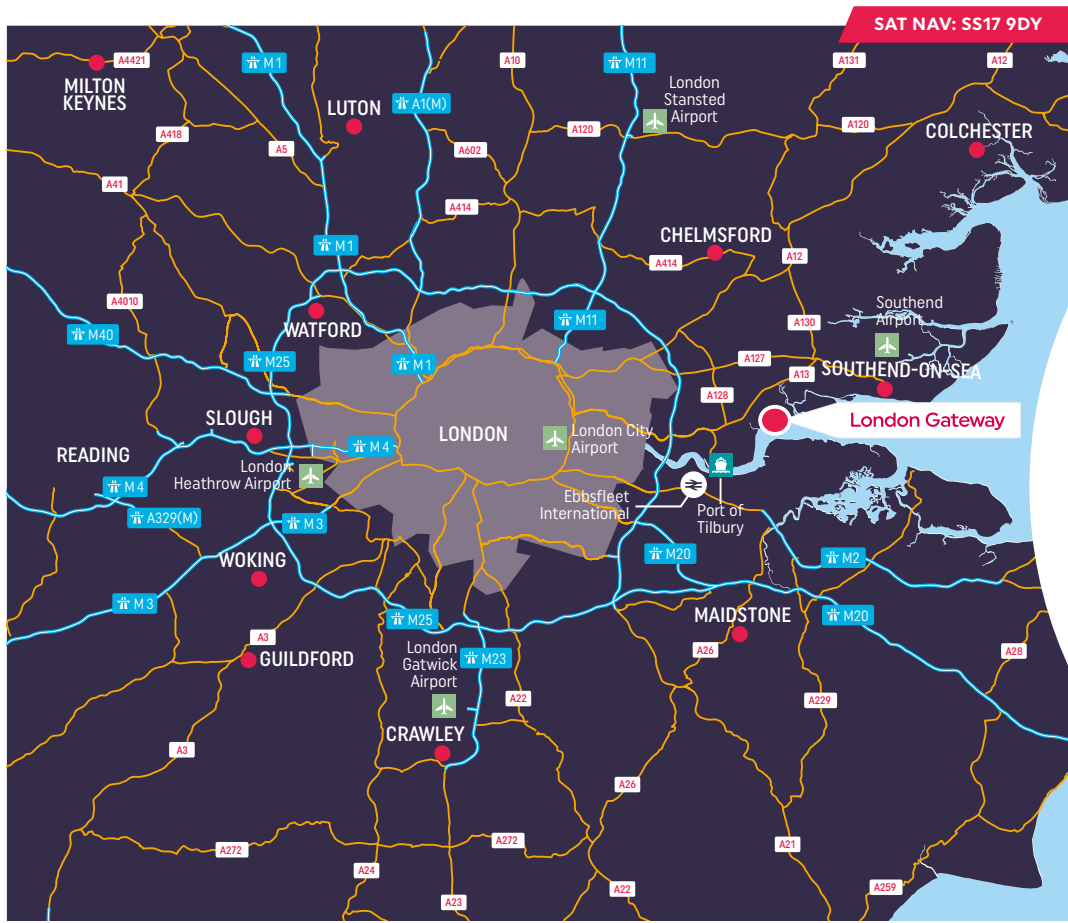 SAT NAV: SS17 9DY
A4421
M1
A10
M11
A131
A12
MILTON
KEYNES
London
Stansted
Airport
LUTON
A1(M)
A418
A5
A602
A120
A120
COLCHESTER
A41
A414
M1
CHELMSFORD
A414
A12
A4010
Southend
Airport
WATFORD
M40
M11
A130
M25
M1
A127
A13
SOUTHEND-ON-SEA
A128
SLOUGH
LONDON
London City
Airport
London Gateway
M4
READING
London
Heathrow Airport
M4
Ebbsfleet
International
Port of
Tilbury
A329(M)
M3
M20
M2
WOKING
M3
M25
MAIDSTONE
M20
A3
GUILDFORD
London
Gatwick
Airport
M23
A26
A28
A22
A229
CRAWLEY
A3
A26
A272
A272
A21
A24
A22
A259
A23